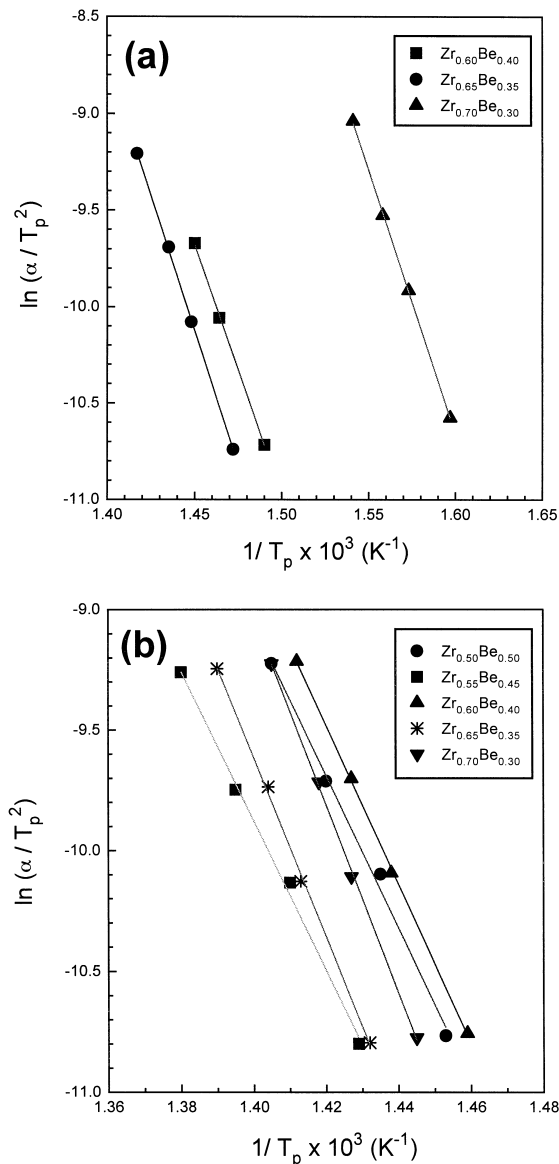 (a)
Zr0.60Be0.40
Zr0.65Be0.35
Zr0.70Be0.30
-8.5
-9.0
-9.5
-10.0
-10.5
-11.0
ln (α / Tp²)
1.40
1.45
1.50
1.55
1.60
1.65
1/ Tp x 10³ (K⁻¹)
(b)
Zr0.50Be0.50
Zr0.55Be0.45
Zr0.60Be0.40
Zr0.65Be0.35
Zr0.70Be0.30
-9.0
-9.5
-10.0
-10.5
-11.0
ln (α / Tp²)
1.36
1.38
1.40
1.42
1.44
1.46
1.48
1/ Tp x 10³ (K⁻¹)